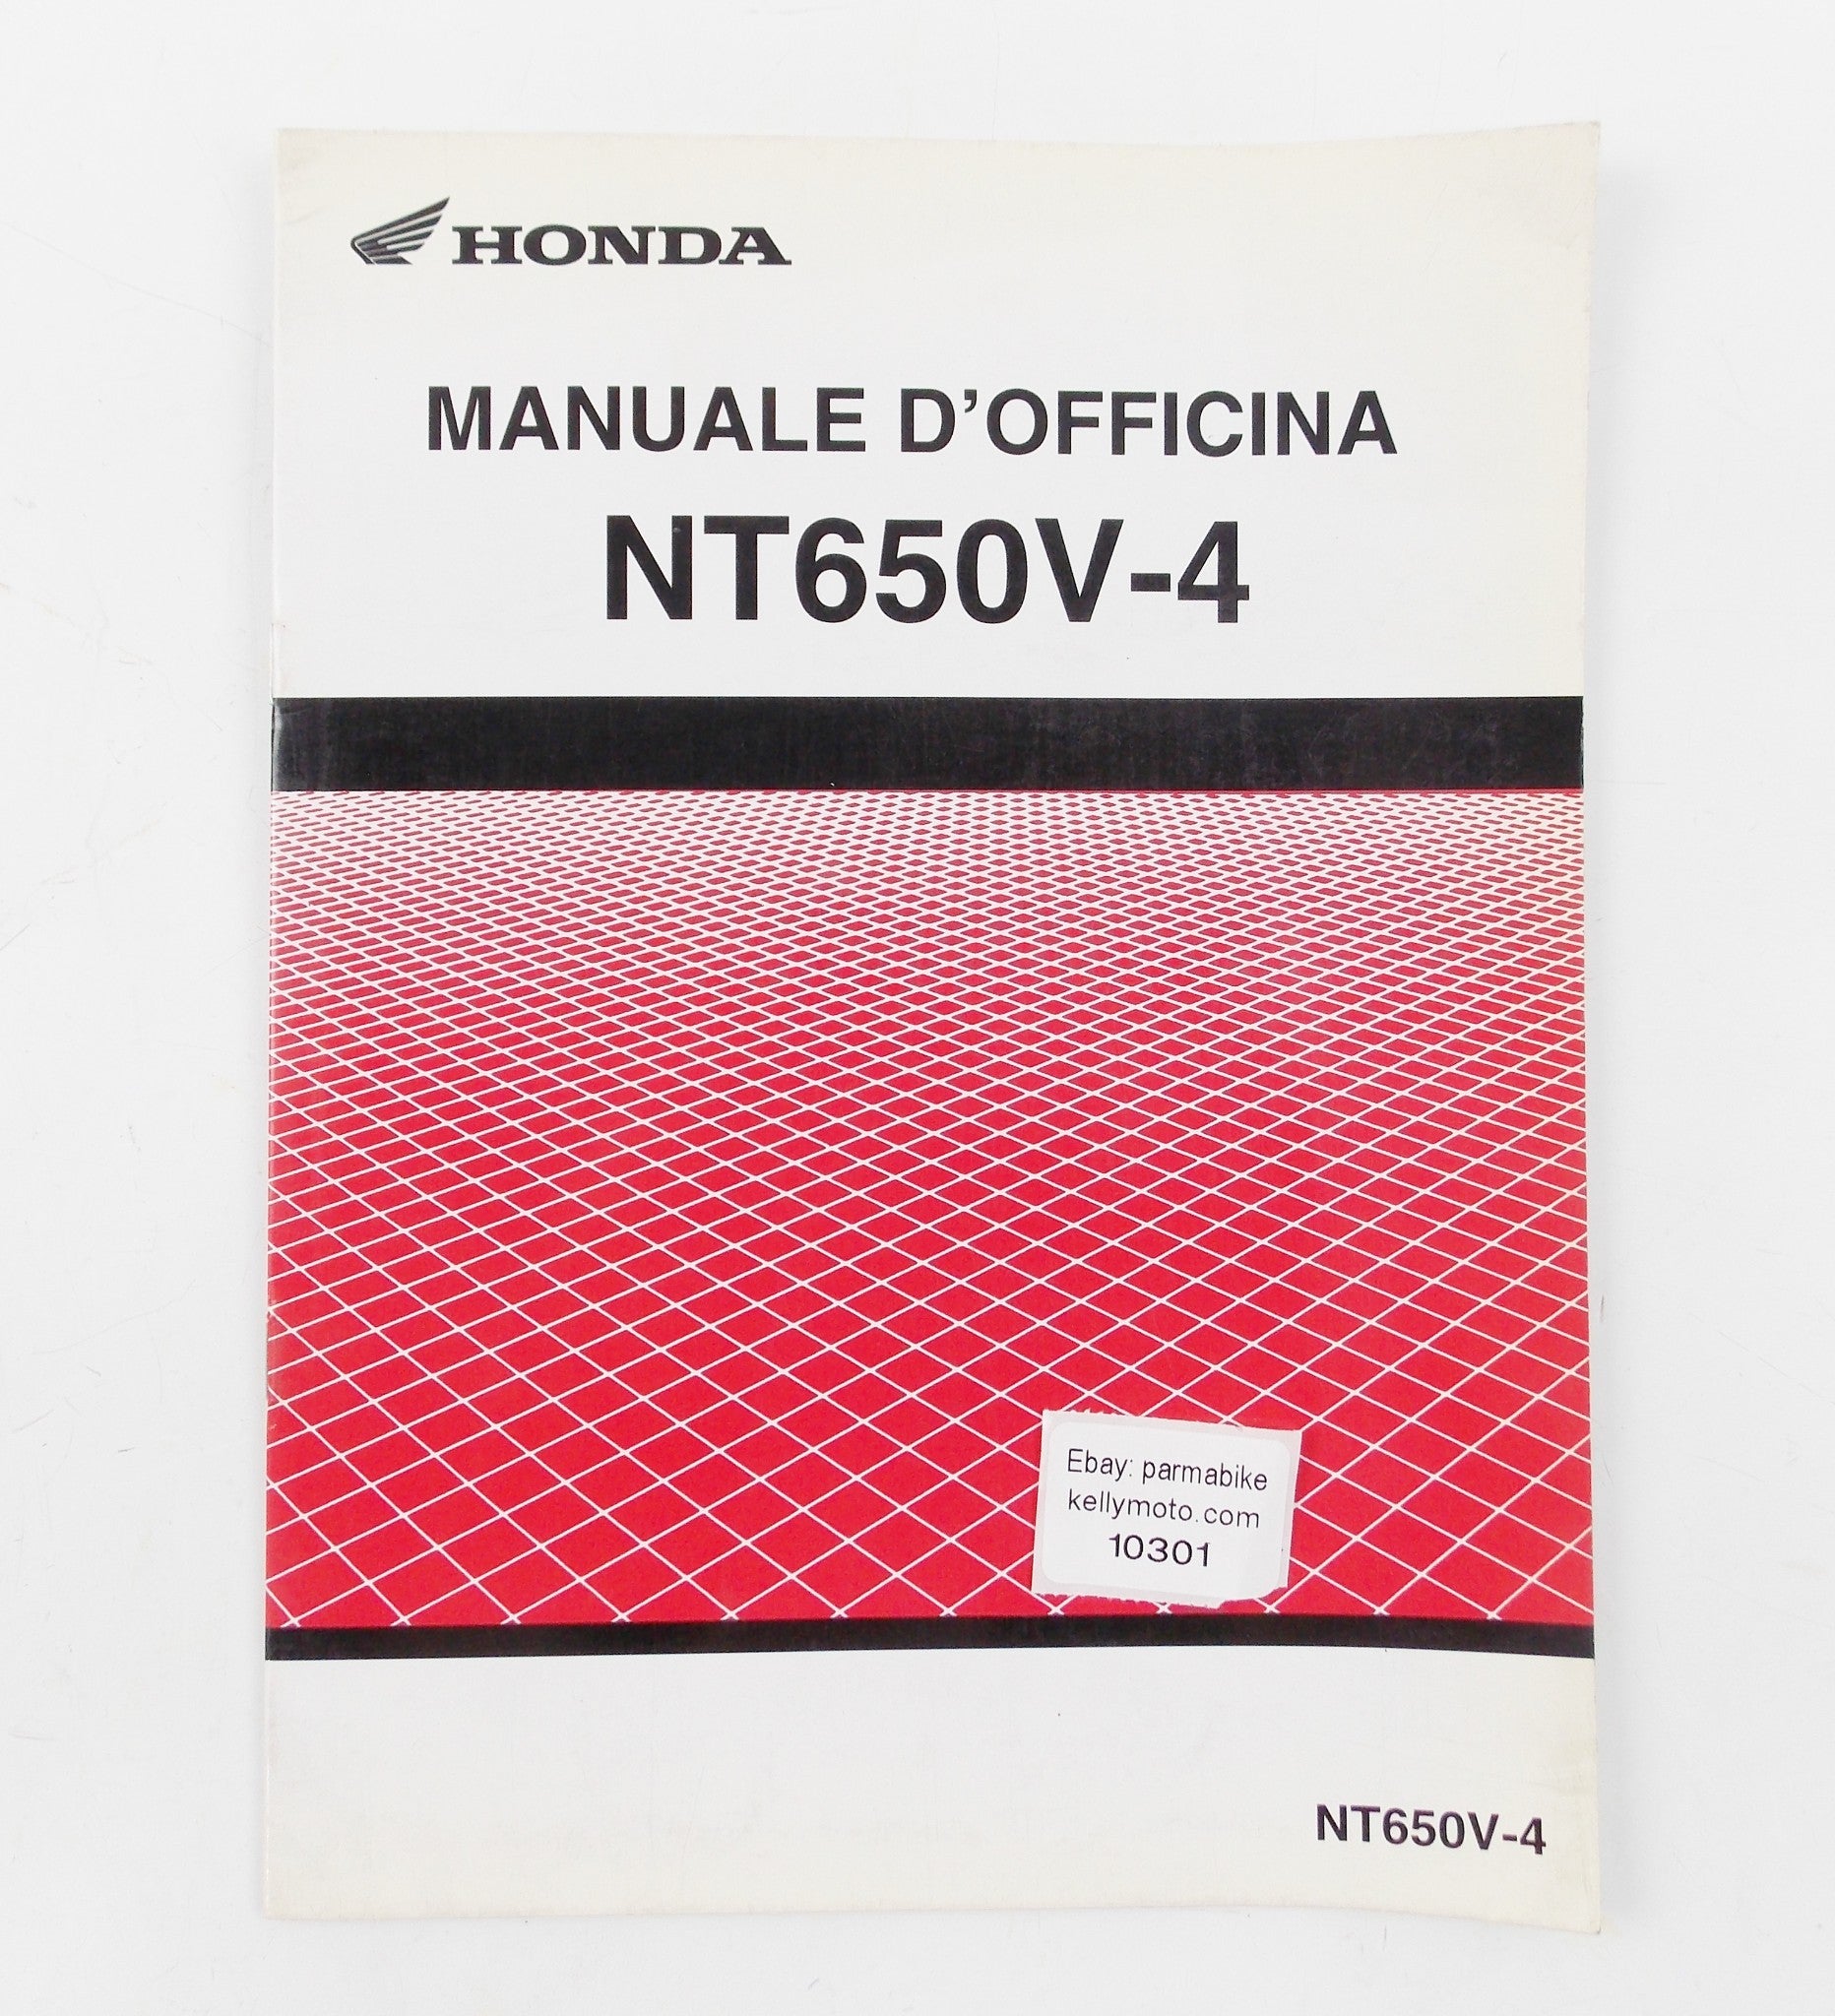 HONDA
MANUALE D’OFFICINA
NT650V-4
Ebay: parmabike
kellymoto.com
10301
NT650V-4